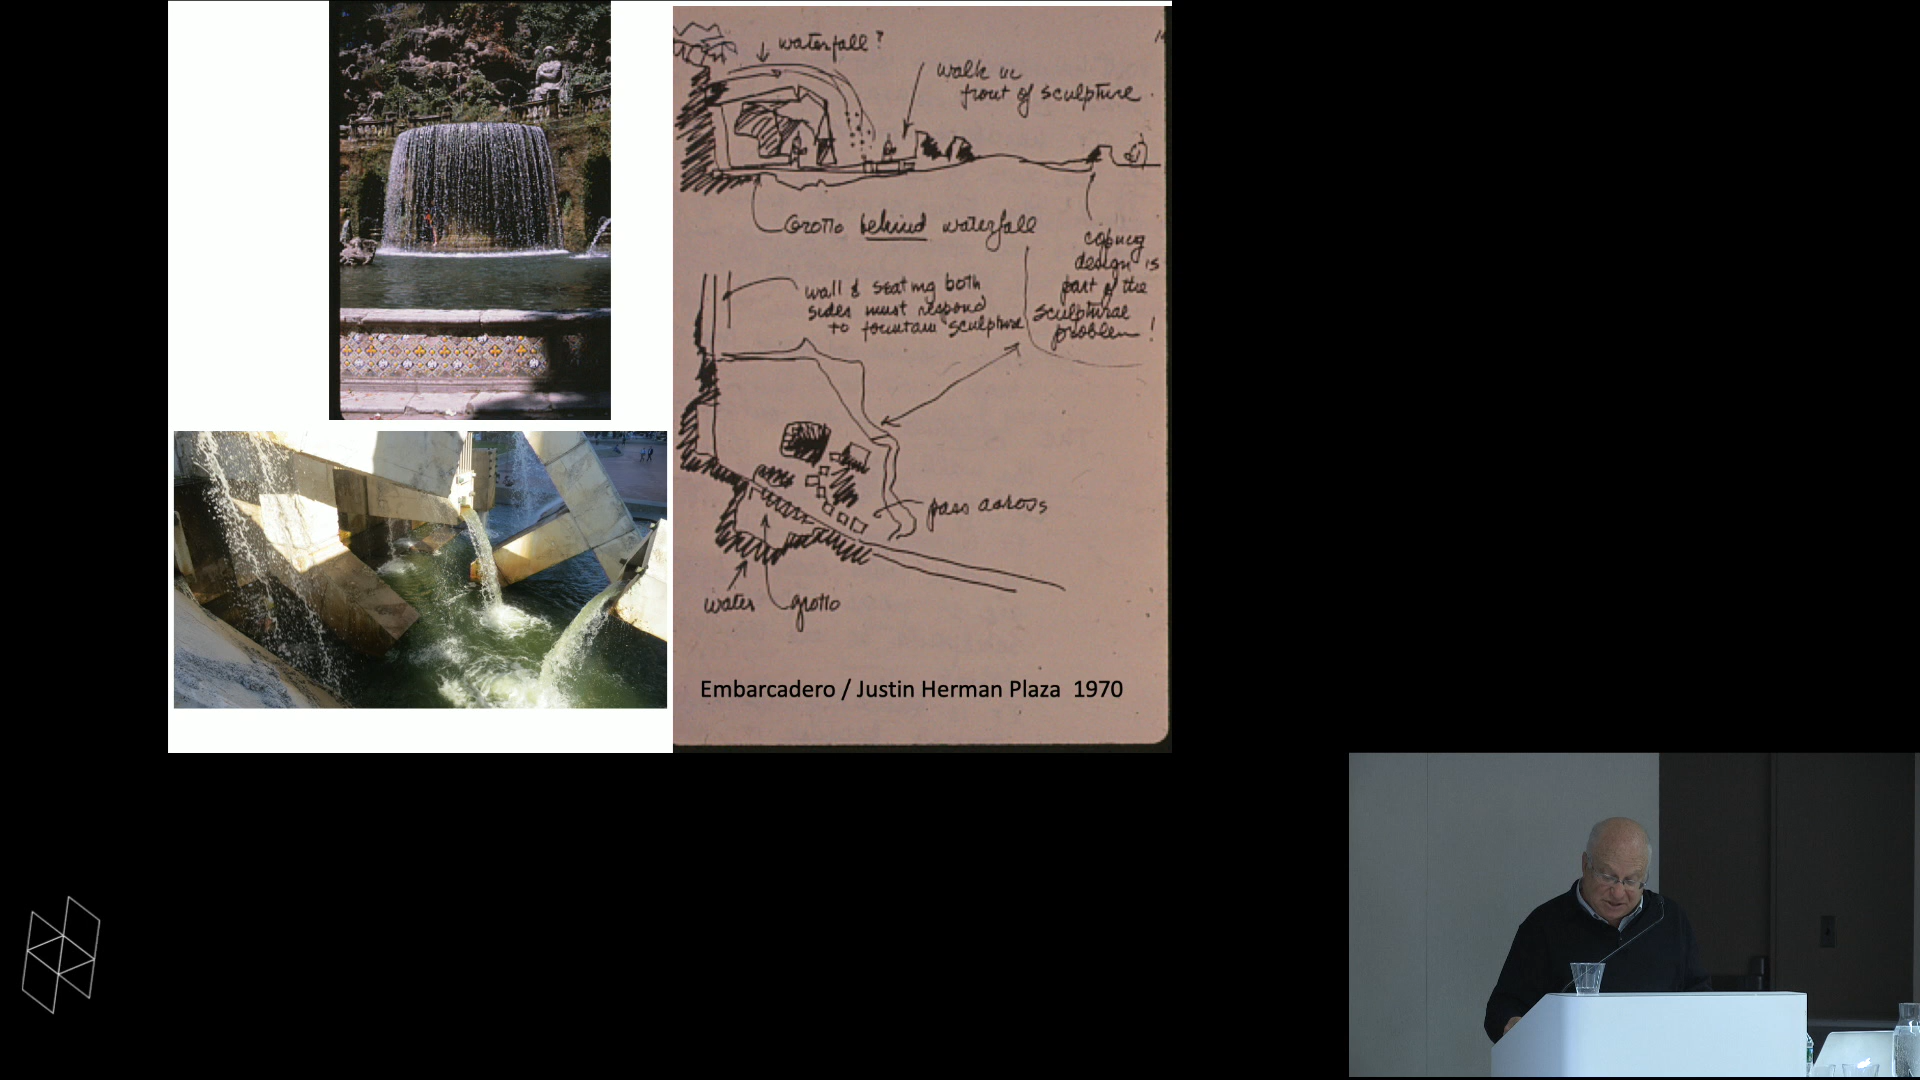 waterfall?
walk in
front of sculpture.
Grotto behind waterfall
coping
design is
part of the
sculptural
problem!
wall & seating both
sides must respond
to fountain sculpture
pass across
water
grotto
Embarcadero / Justin Herman Plaza 1970